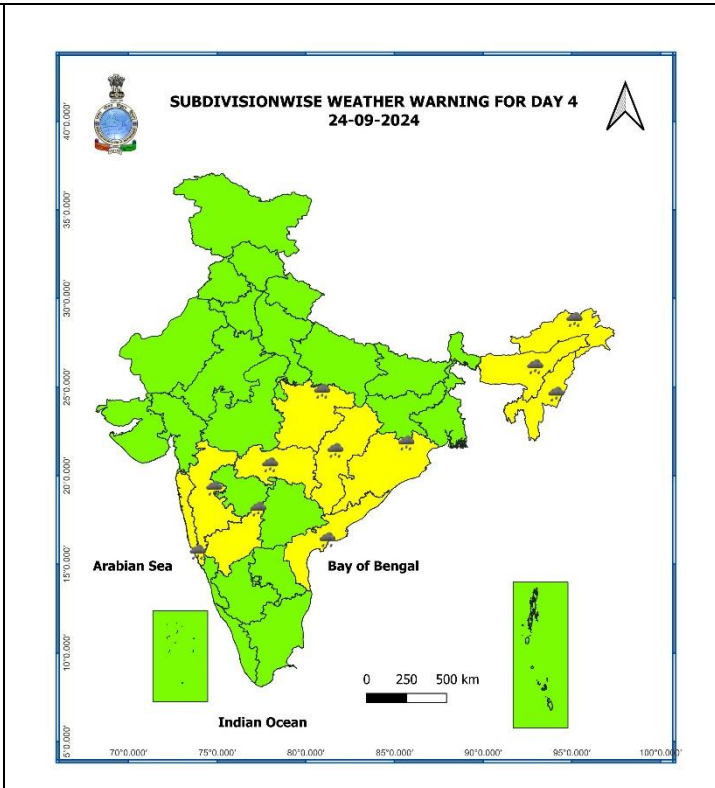 SUBDIVISIONWISE WEATHER WARNING FOR DAY 4
24-09-2024
40°0.000'
35°0.000'
30°0.000'
25°0.000'
20°0.000'
15°0.000'
10°0.000'
5°0.000'
Arabian Sea
Bay of Bengal
0 250 500 km
Indian Ocean
70°0.000' 75°0.000' 80°0.000' 85°0.000' 90°0.000' 95°0.000' 100°0.000'